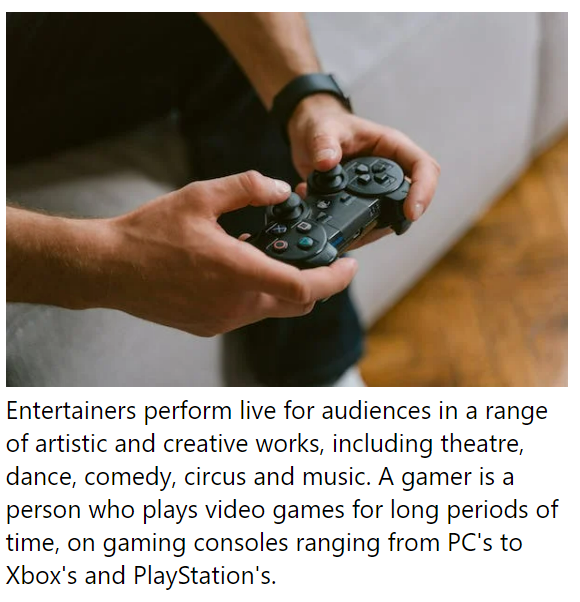 Entertainers perform live for audiences in a range
of artistic and creative works, including theatre,
dance, comedy, circus and music. A gamer is a
person who plays video games for long periods of
time, on gaming consoles ranging from PC's to
Xbox's and PlayStation's.